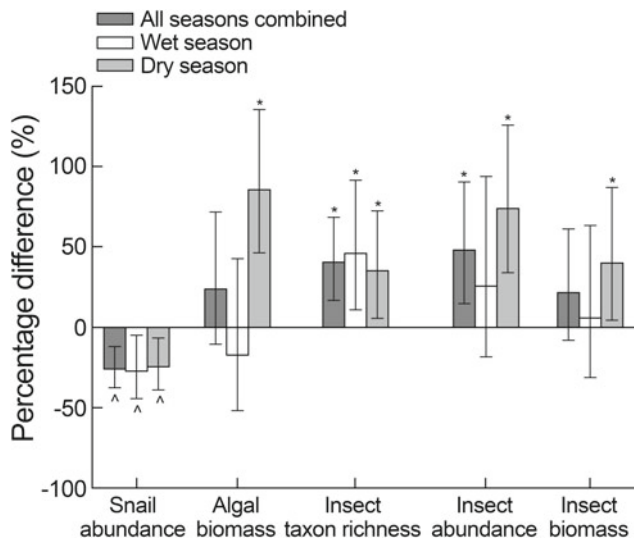 All seasons combined
Wet season
Dry season
Percentage difference (%)
150
100
50
0
-50
-100
*
*
*
*
*
*
*
^
^
^
Snail abundance
Algal biomass
Insect taxon richness
Insect abundance
Insect biomass